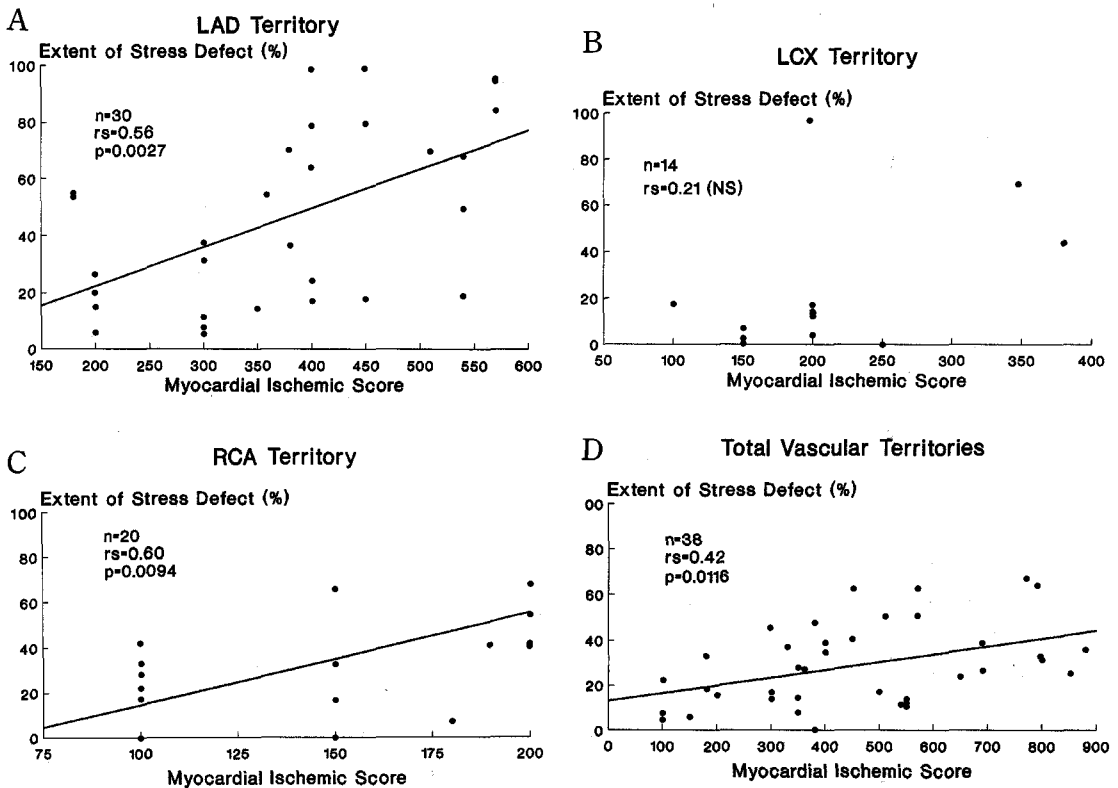 A
LAD Territory
Extent of Stress Defect (%)
100
80
60
40
20
0
n=30
rs=0.56
p=0.0027
150 200 250 300 350 400 450 500 550 600
Myocardial Ischemic Score
B
LCX Territory
Extent of Stress Defect (%)
100
80
60
40
20
0
n=14
rs=0.21 (NS)
50 100 150 200 250 300 350 400
Myocardial Ischemic Score
C
RCA Territory
Extent of Stress Defect (%)
100
80
60
40
20
0
n=20
rs=0.60
p=0.0094
75 100 125 150 175 200
Myocardial Ischemic Score
D
Total Vascular Territories
Extent of Stress Defect (%)
00
80
60
40
20
0
n=38
rs=0.42
p=0.0116
0 100 200 300 400 500 600 700 800 900
Myocardial Ischemic Score